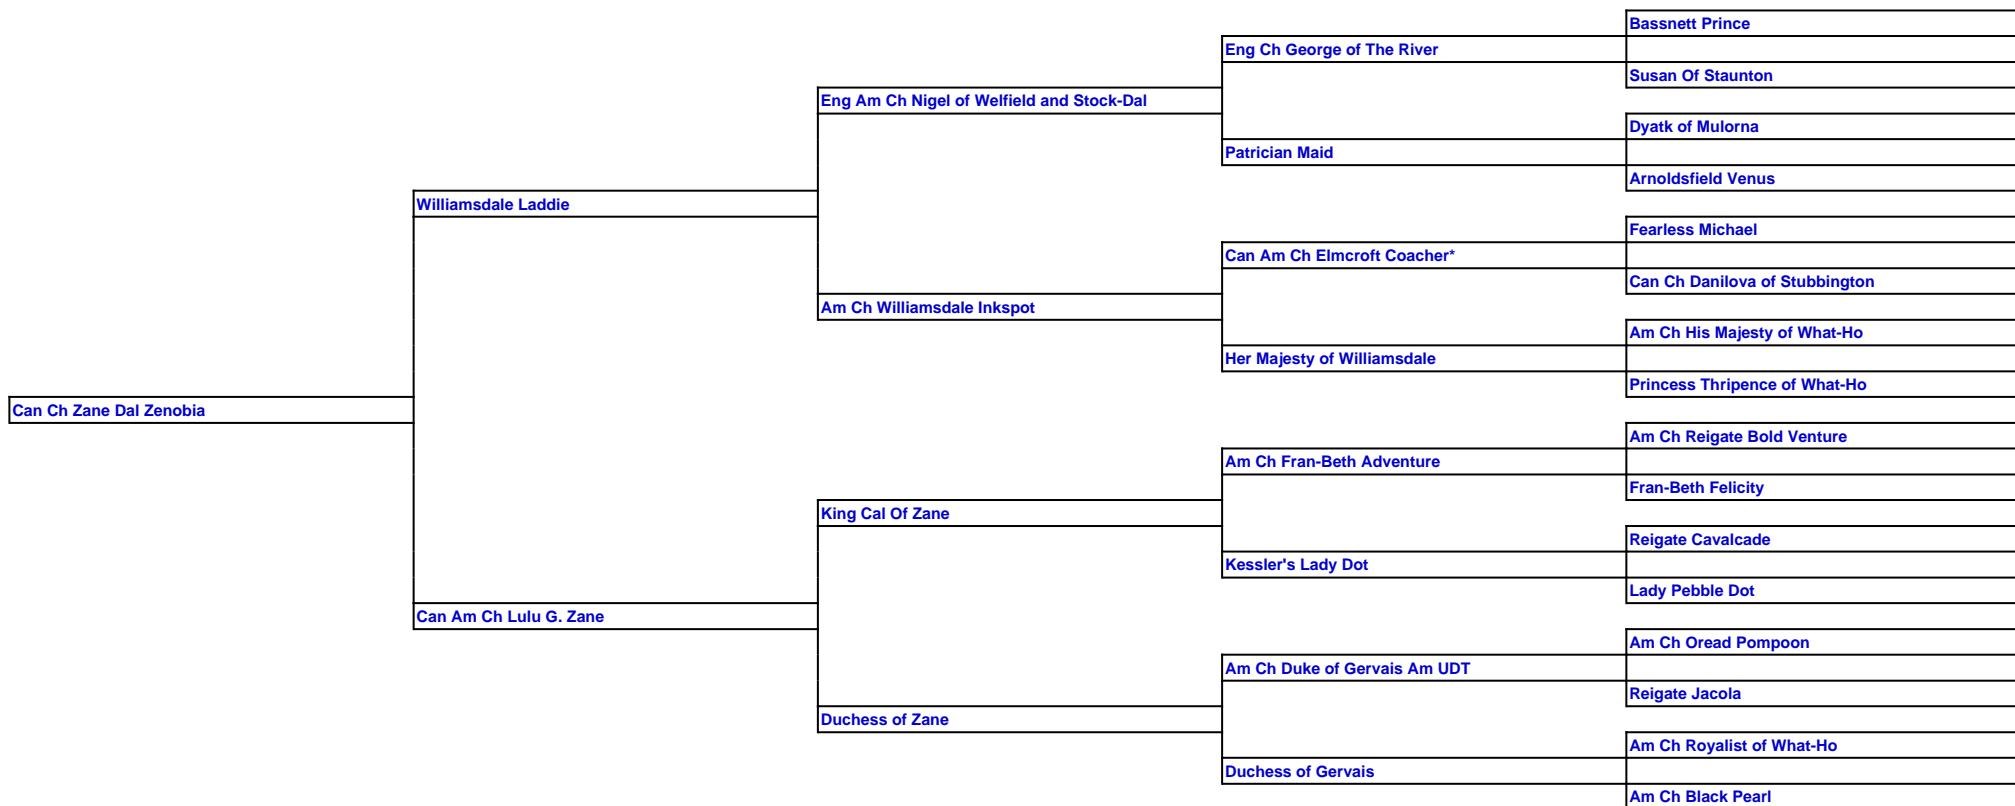 Bassnett Prince
Eng Ch George of The River
Susan Of Staunton
Eng Am Ch Nigel of Welfield and Stock-Dal
Dyatk of Mulorna
Patrician Maid
Arnoldsfield Venus
Williamsdale Laddie
Fearless Michael
Can Am Ch Elmcroft Coacher*
Can Ch Danilova of Stubbington
Am Ch Williamsdale Inkspot
Am Ch His Majesty of What-Ho
Her Majesty of Williamsdale
Princess Thripence of What-Ho
Can Ch Zane Dal Zenobia
Am Ch Reigate Bold Venture
Am Ch Fran-Beth Adventure
Fran-Beth Felicity
King Cal Of Zane
Reigate Cavalcade
Kessler's Lady Dot
Lady Pebble Dot
Can Am Ch Lulu G. Zane
Am Ch Oread Pompoon
Am Ch Duke of Gervais Am UDT
Reigate Jacola
Duchess of Zane
Am Ch Royalist of What-Ho
Duchess of Gervais
Am Ch Black Pearl